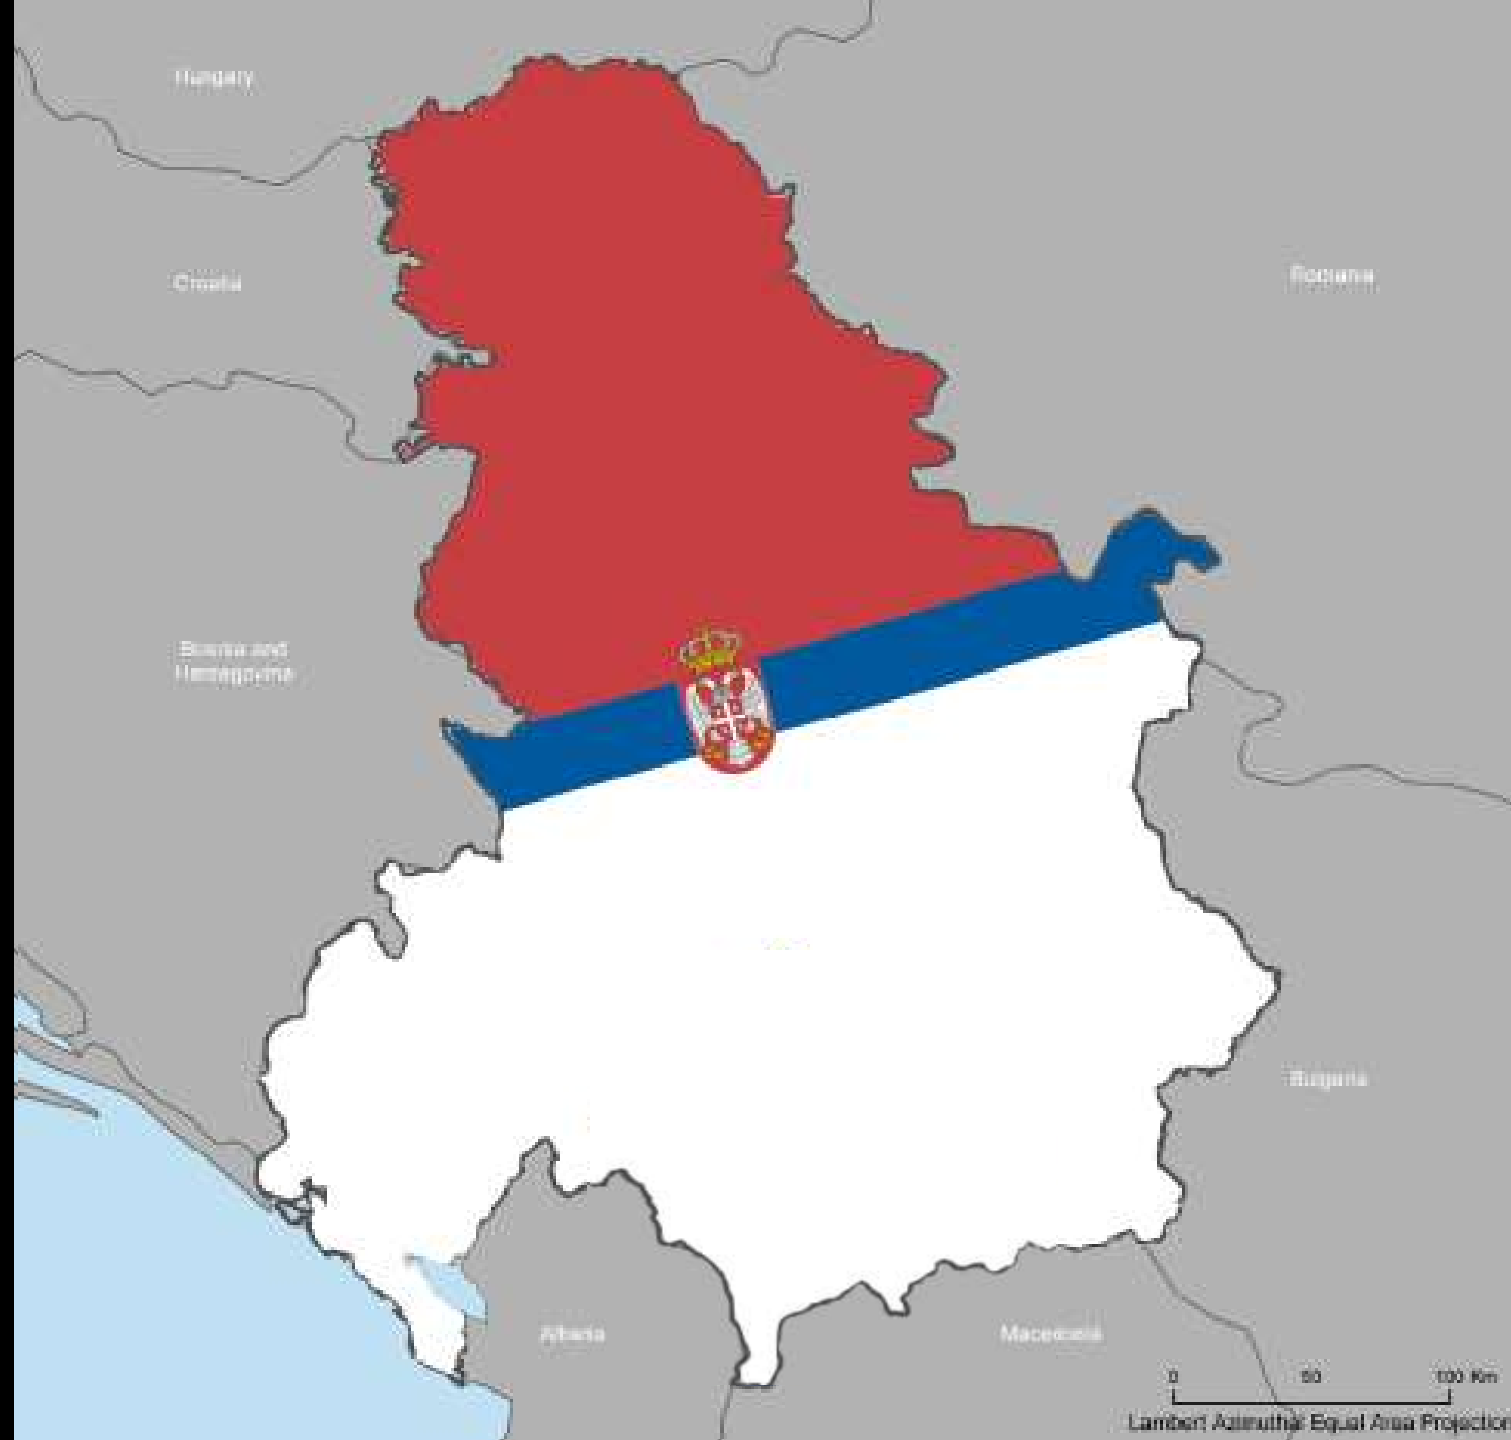 Hungary
Croatia
Romania
Bosnia and
Herzegovina
Bulgaria
Albania
Macedonia
0 50 100 Km
Lambert Azimuthal Equal Area Projection